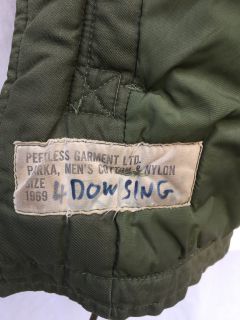 PEERLESS GARMENT LTD.
PARKA, MEN'S COTTON & NYLON
SIZE
1969 4 DOWSING